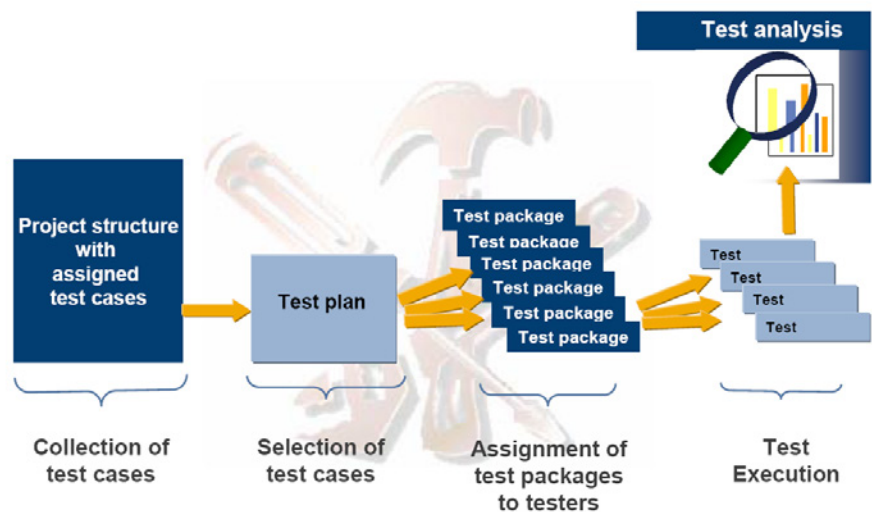 Test analysis
Project structure
with
assigned
test cases
Test plan
Test package
Test package
Test package
Test package
Test package
Test package
Test
Test
Test
Test
Collection of
test cases
Selection of
test cases
Assignment of
test packages
to testers
Test
Execution